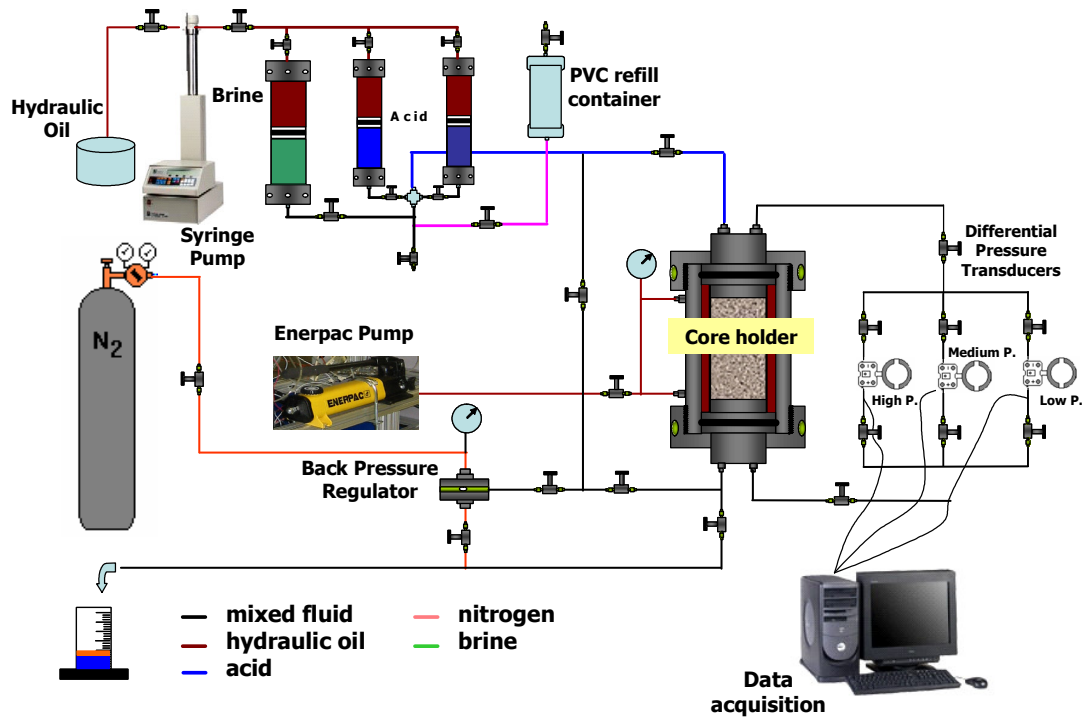 Hydraulic
Oil
Syringe
Pump
Brine
Acid
PVC refill
container
Differential
Pressure
Transducers
N2
Enerpac Pump
ENERPAC
Core holder
High P.
Medium P.
Low P.
Back Pressure
Regulator
mixed fluid
hydraulic oil
acid
nitrogen
brine
Data
acquisition